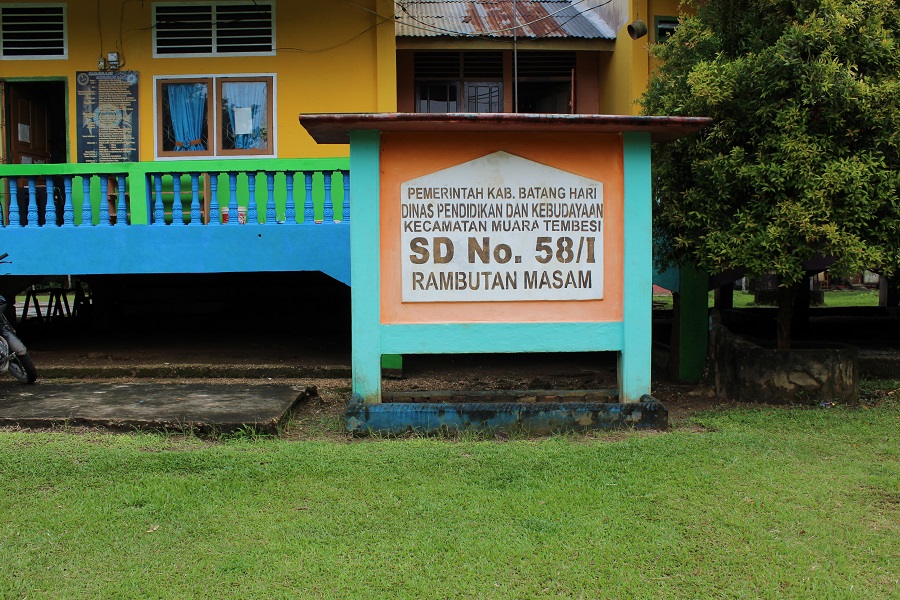 PEMERINTAH KAB. BATANG HARI
DINAS PENDIDIKAN DAN KEBUDAYAAN
KECAMATAN MUARA TEMBESI
SD No. 58/I
RAMBUTAN MASAM